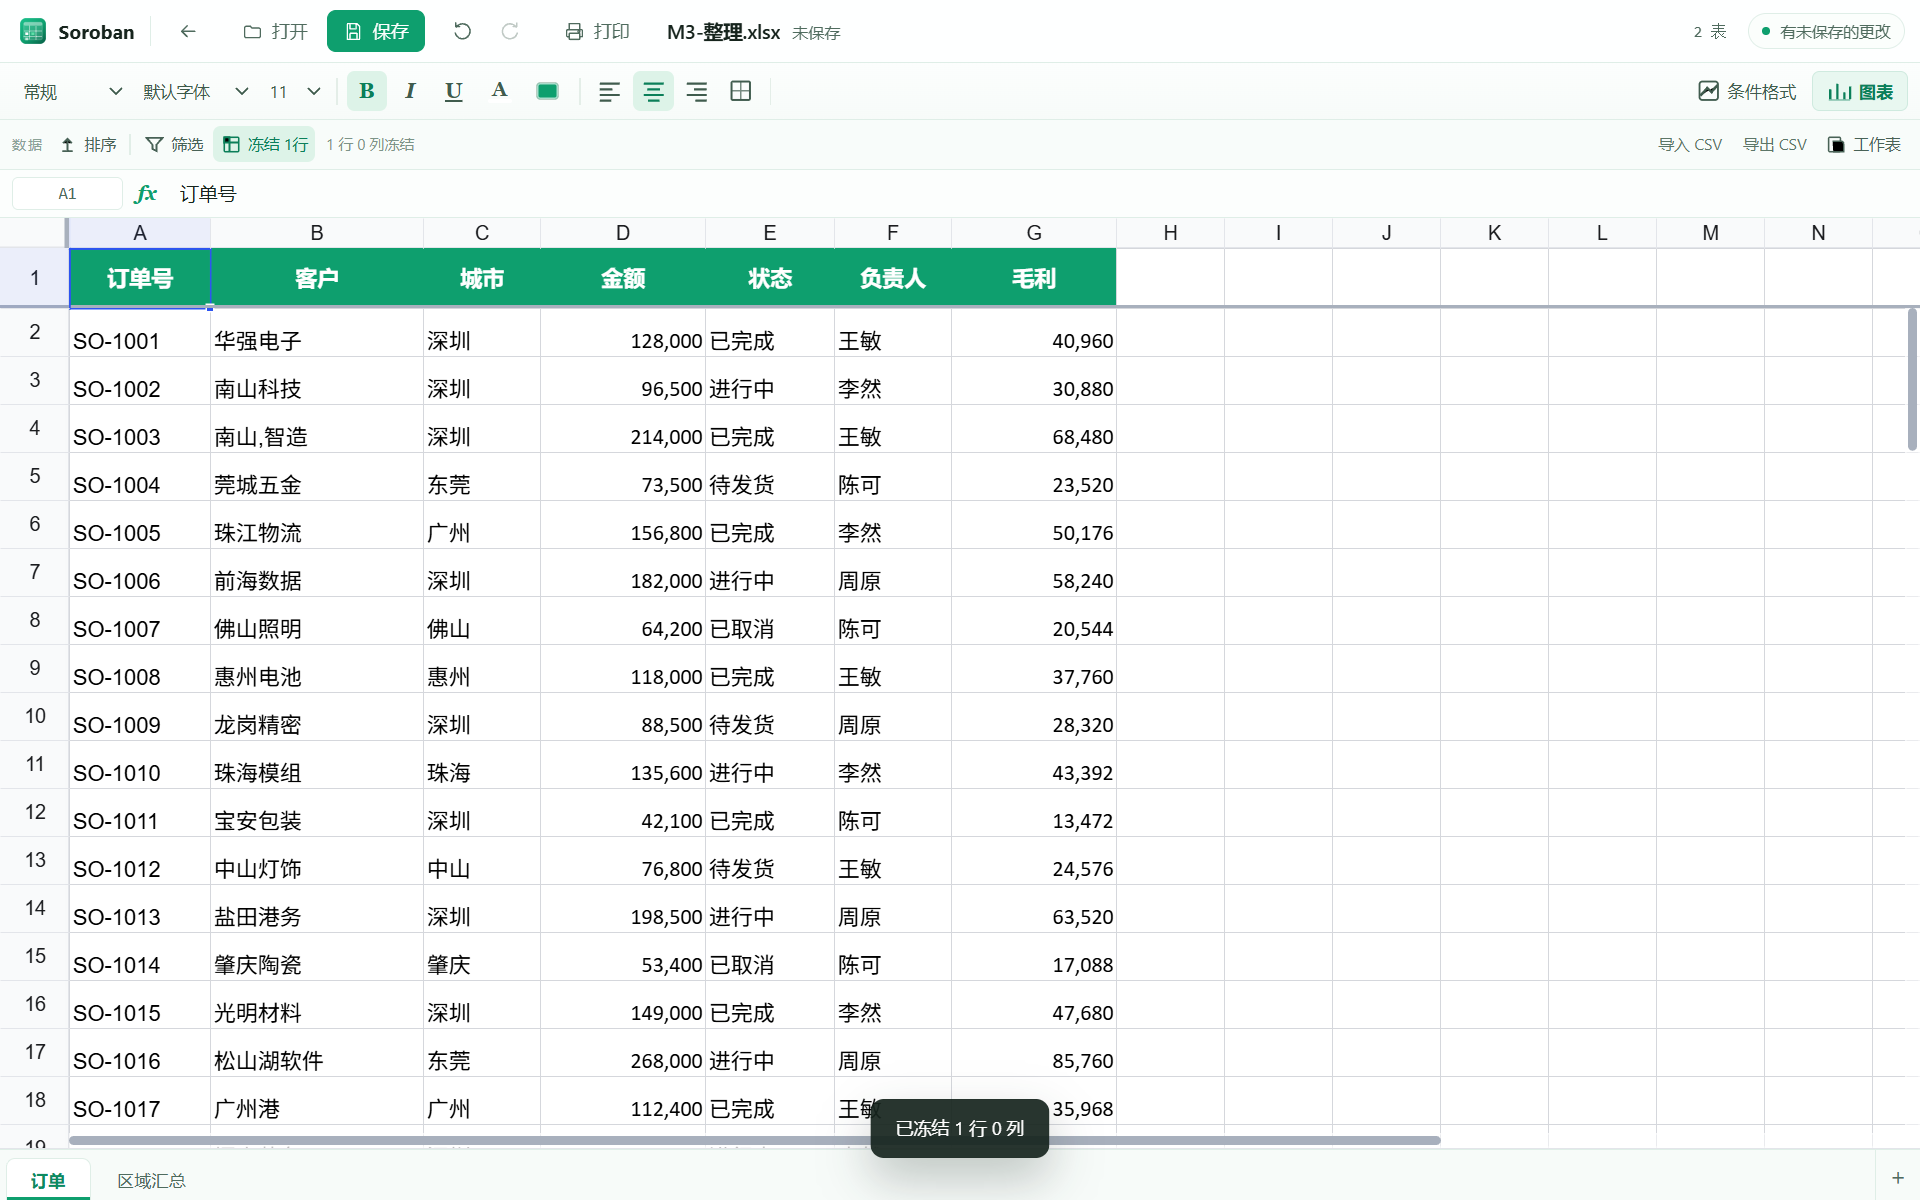 Soroban
打开
保存
打印
M3-整理.xlsx 未保存
2 表
有未保存的更改
常规
默认字体
11
B I U A
条件格式
图表
数据
排序
筛选
冻结 1行
1 行 0 列冻结
导入 CSV
导出 CSV
工作表
A1
fx 订单号
A B C D E F G H I J K L M N
1 订单号 客户 城市 金额 状态 负责人 毛利
2 SO-1001 华强电子 深圳 128,000 已完成 王敏 40,960
3 SO-1002 南山科技 深圳 96,500 进行中 李然 30,880
4 SO-1003 南山,智造 深圳 214,000 已完成 王敏 68,480
5 SO-1004 莞城五金 东莞 73,500 待发货 陈可 23,520
6 SO-1005 珠江物流 广州 156,800 已完成 李然 50,176
7 SO-1006 前海数据 深圳 182,000 进行中 周原 58,240
8 SO-1007 佛山照明 佛山 64,200 已取消 陈可 20,544
9 SO-1008 惠州电池 惠州 118,000 已完成 王敏 37,760
10 SO-1009 龙岗精密 深圳 88,500 待发货 周原 28,320
11 SO-1010 珠海模组 珠海 135,600 进行中 李然 43,392
12 SO-1011 宝安包装 深圳 42,100 已完成 陈可 13,472
13 SO-1012 中山灯饰 中山 76,800 待发货 王敏 24,576
14 SO-1013 盐田港务 深圳 198,500 进行中 周原 63,520
15 SO-1014 肇庆陶瓷 肇庆 53,400 已取消 陈可 17,088
16 SO-1015 光明材料 深圳 149,000 已完成 李然 47,680
17 SO-1016 松山湖软件 东莞 268,000 进行中 周原 85,760
18 SO-1017 广州港 广州 112,400 已完成 王敏 35,968
19
已冻结 1 行 0 列
订单
区域汇总